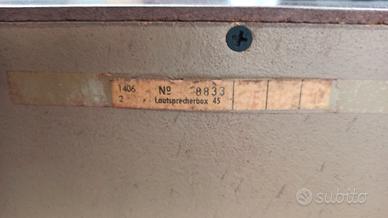 1406 № 8833
2 Lautsprecherbox 45
subito